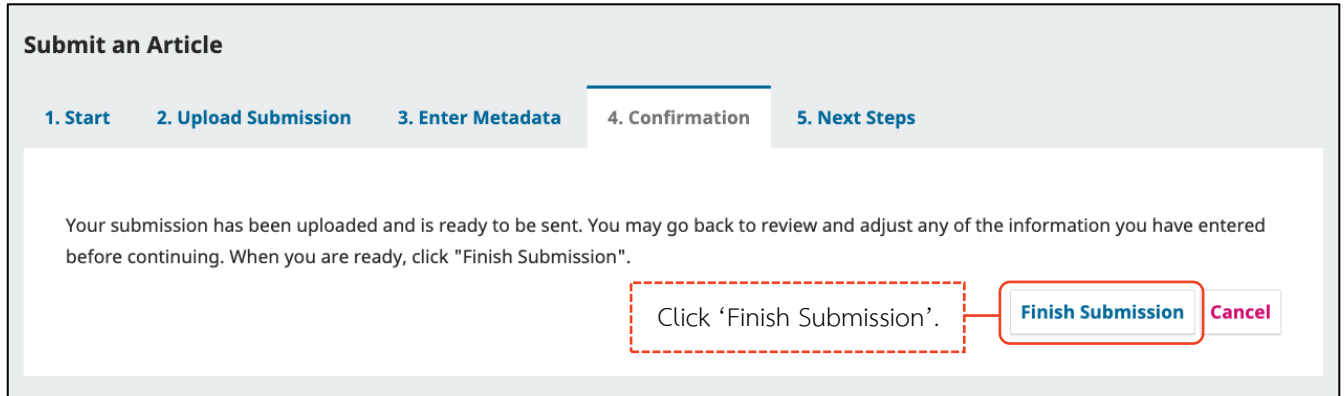 Submit an Article
1. Start 2. Upload Submission 3. Enter Metadata 4. Confirmation 5. Next Steps
Your submission has been uploaded and is ready to be sent. You may go back to review and adjust any of the information you have entered
before continuing. When you are ready, click "Finish Submission".
Click ‘Finish Submission’. Finish Submission Cancel